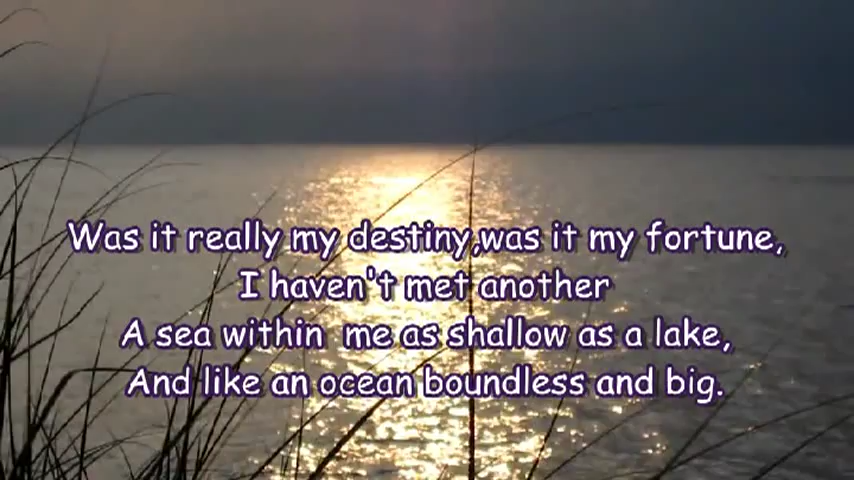 Was it really my destiny,was it my fortune,
I haven't met another
A sea within me as shallow as a lake,
And like an ocean boundless and big.